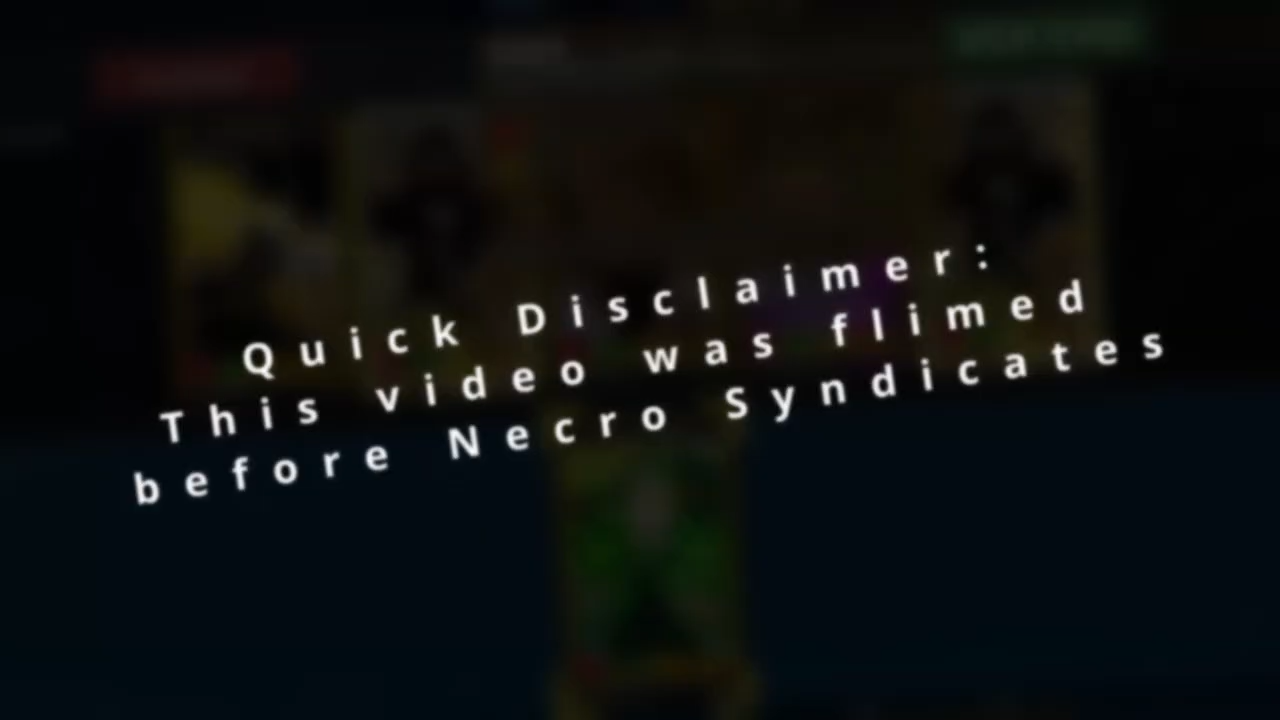 Quick Disclaimer:
This video was flimed
before Necro Syndicates